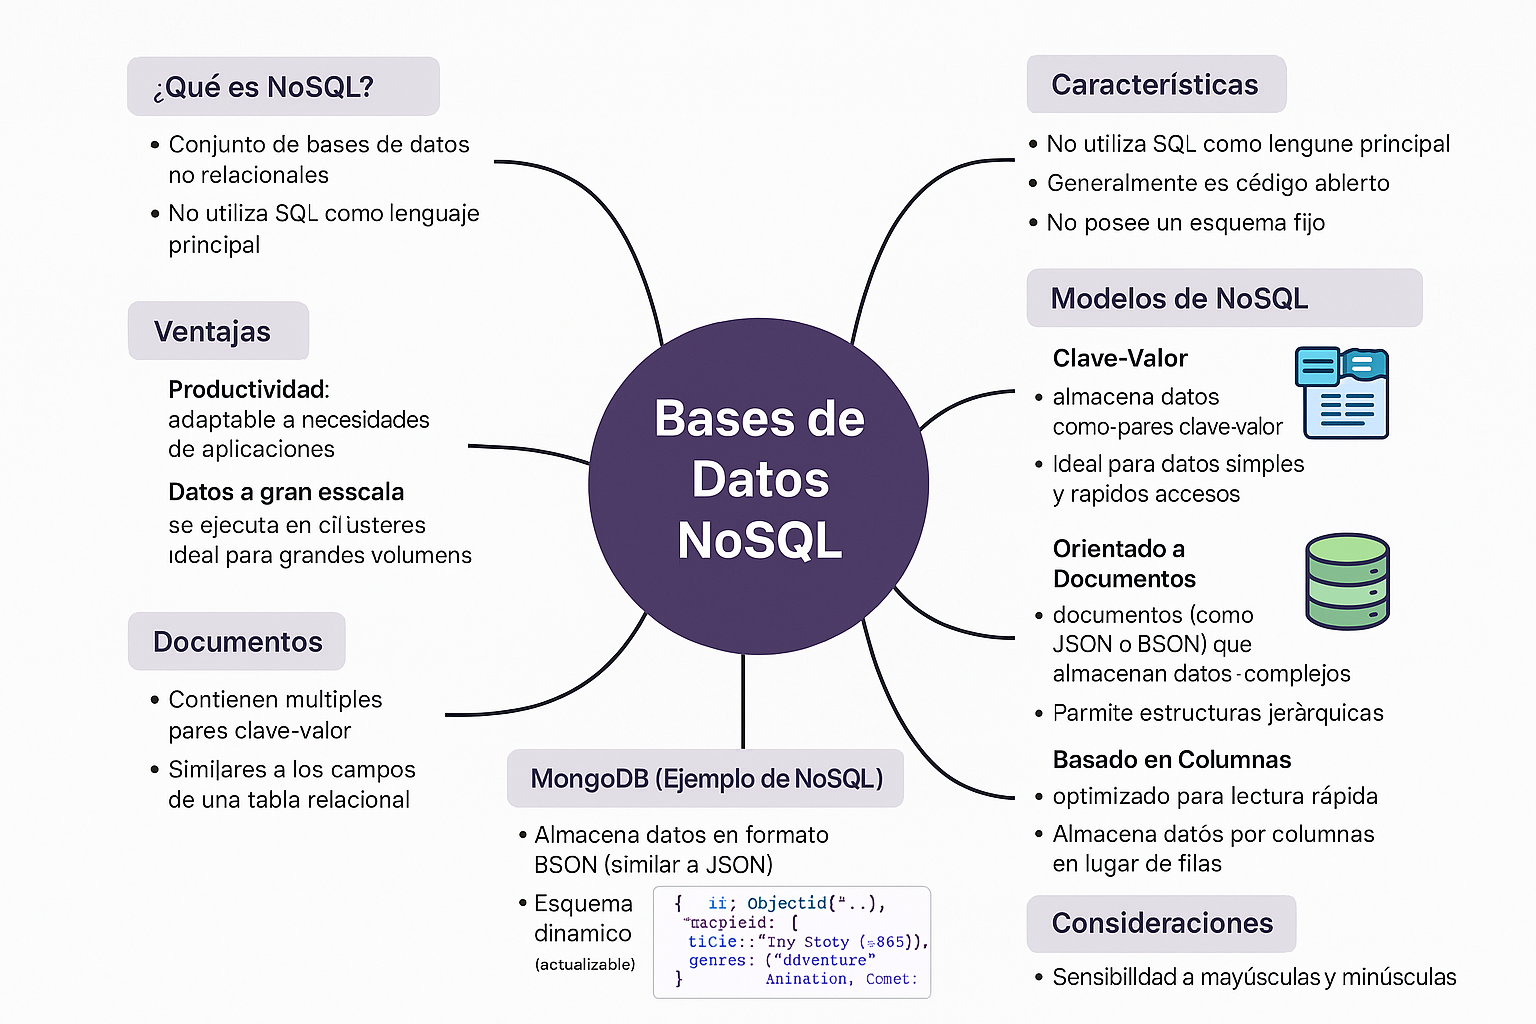 ¿Qué es NoSQL?
• Conjunto de bases de datos
no relacionales
• No utiliza SQL como lenguaje
principal
Ventajas
Productividad:
adaptable a necesidades
de aplicaciones
Datos a gran esscala
se ejecuta en cilùsteres
ıdeal para grandes volumens
Documentos
• Contienen multiples
pares clave-valor
• Similares a los campos
de una tabla relacional
Bases de
Datos
NoSQL
MongoDB (Ejemplo de NoSQL)
• Almacena datos en formato
BSON (similar a JSON)
• Esquema
dinamico
(actualizable)
{ ii; Objectid(“..),
“macpieid: [
tiCie::“Iny Stoty (≈865)),
genres: (“ddventure”
} Anination, Comet:
Características
• No utiliza SQL como lengune principal
• Generalmente es cédigo ablerto
• No posee un esquema fijo
Modelos de NoSQL
Clave-Valor
• almacena datos
como-pares clave-valor
• Ideal para datos simples
y rapidos accesos
Orientado a
Documentos
• documentos (como
JSON o BSON) que
almacenan datos-complejos
• Parmite estructuras jeràrquicas
Basado en Columnas
• optimizado para lectura rápida
• Almacena datós por columnas
en lugar de filas
Consideraciones
• Sensibilldad a mayúsculas y minúsculas